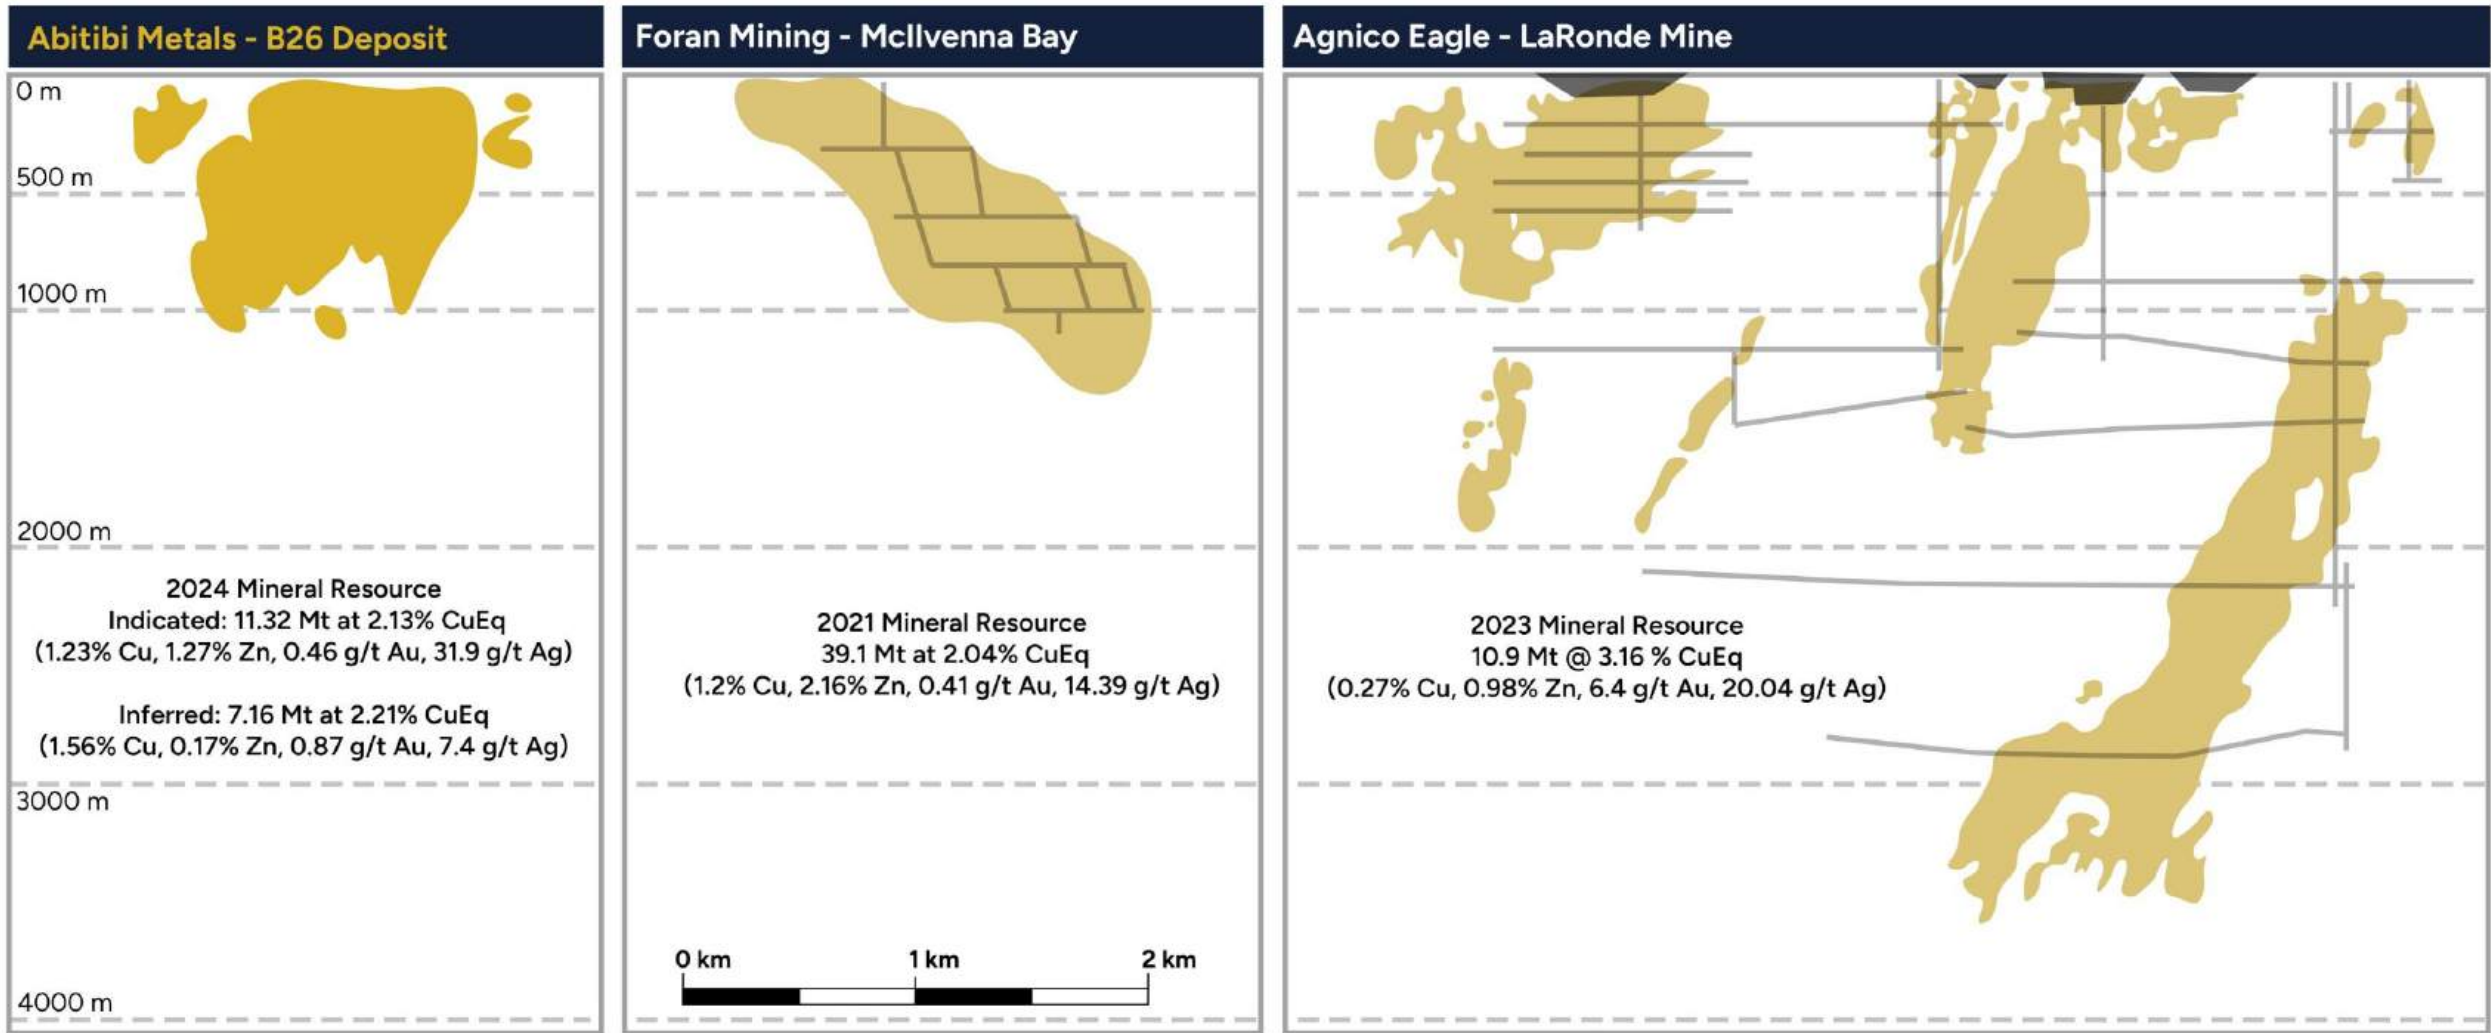 Abitibi Metals - B26 Deposit
0 m
500 m
1000 m
2000 m
2024 Mineral Resource
Indicated: 11.32 Mt at 2.13% CuEq
(1.23% Cu, 1.27% Zn, 0.46 g/t Au, 31.9 g/t Ag)
Inferred: 7.16 Mt at 2.21% CuEq
(1.56% Cu, 0.17% Zn, 0.87 g/t Au, 7.4 g/t Ag)
3000 m
4000 m
Foran Mining - McIlvenna Bay
2021 Mineral Resource
39.1 Mt at 2.04% CuEq
(1.2% Cu, 2.16% Zn, 0.41 g/t Au, 14.39 g/t Ag)
0 km 1 km 2 km
Agnico Eagle - LaRonde Mine
2023 Mineral Resource
10.9 Mt @ 3.16 % CuEq
(0.27% Cu, 0.98% Zn, 6.4 g/t Au, 20.04 g/t Ag)